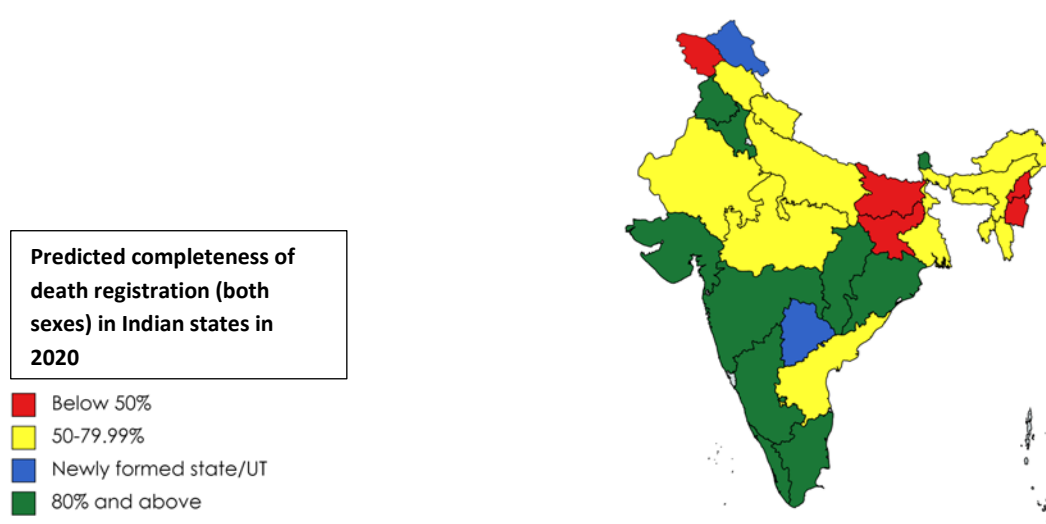 Predicted completeness of
death registration (both
sexes) in Indian states in
2020
Below 50%
50-79.99%
Newly formed state/UT
80% and above